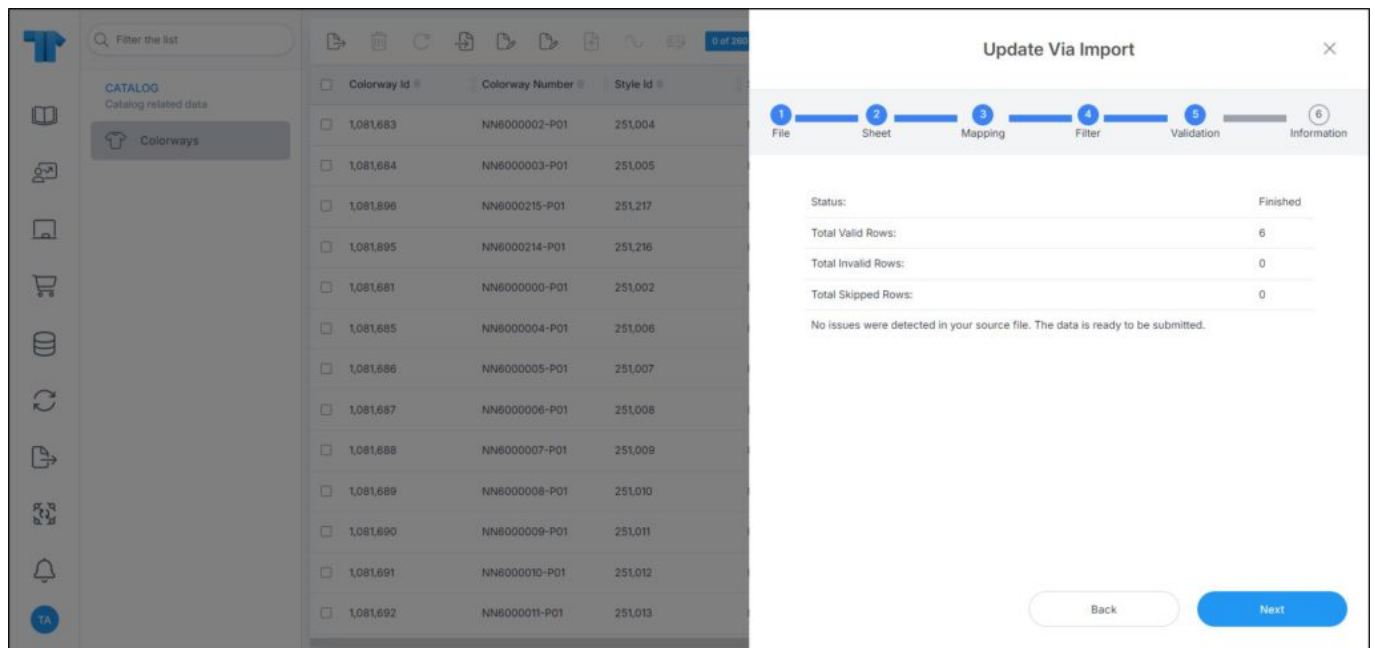 Filter the list
CATALOG
Catalog related data
Colorways
TA
0 of 260
Colorway Id Colorway Number Style Id
1,081,683 NN6000002-P01 251,004
1,081,684 NN6000003-P01 251,005
1,081,896 NN6000215-P01 251,217
1,081,895 NN6000214-P01 251,216
1,081,681 NN6000000-P01 251,002
1,081,685 NN6000004-P01 251,006
1,081,686 NN6000005-P01 251,007
1,081,687 NN6000006-P01 251,008
1,081,688 NN6000007-P01 251,009
1,081,689 NN6000008-P01 251,010
1,081,690 NN6000009-P01 251,011
1,081,691 NN6000010-P01 251,012
1,081,692 NN6000011-P01 251,013
Update Via Import
1 2 3 4 5 6
File Sheet Mapping Filter Validation Information
Status: Finished
Total Valid Rows: 6
Total Invalid Rows: 0
Total Skipped Rows: 0
No issues were detected in your source file. The data is ready to be submitted.
Back Next